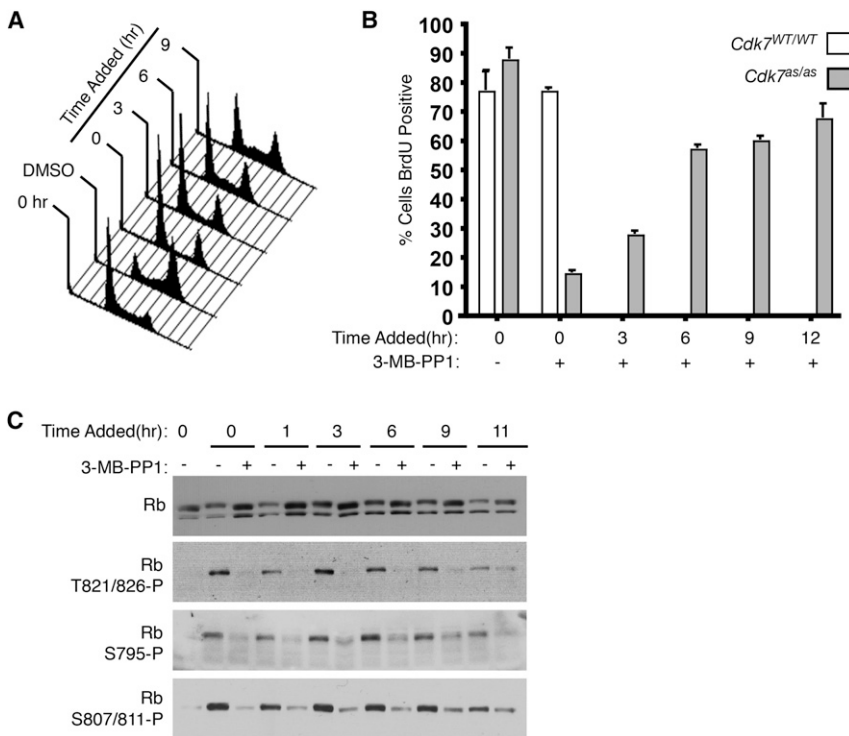 A
Time Added (hr)
9
6
3
0
DMSO
0 hr
B
% Cells BrdU Positive
100
90
80
70
60
50
40
30
20
10
0
Cdk7WT/WT
Cdk7as/as
Time Added(hr): 0 0 3 6 9 12
3-MB-PP1: - + + + + +
C
Time Added(hr): 0 0 1 3 6 9 11
3-MB-PP1: - - + - + - + - + - + - +
Rb
Rb
T821/826-P
Rb
S795-P
Rb
S807/811-P